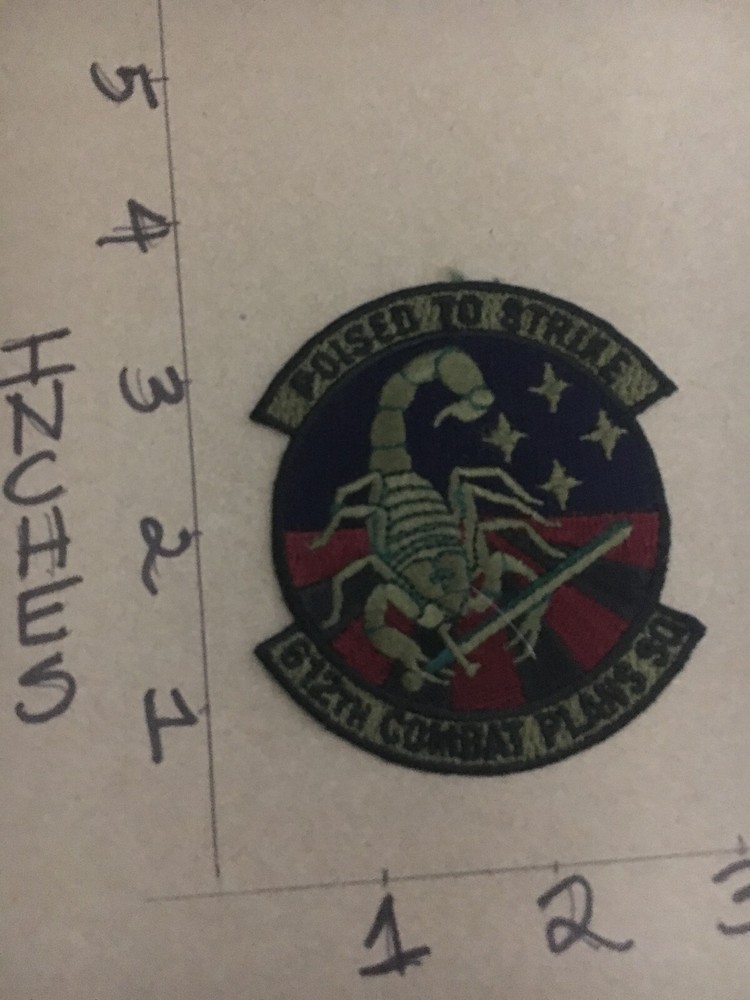 POISED TO STRIKE
612TH COMBAT PLANS SQ
INCHES
5
4
3
2
1
1
2
3